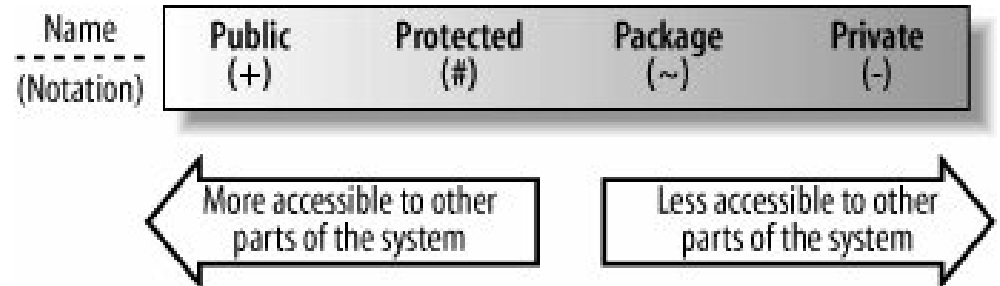 Name
(Notation)
Public Protected Package Private
(+) (#) (~) (-)
More accessible to other
parts of the system
Less accessible to other
parts of the system